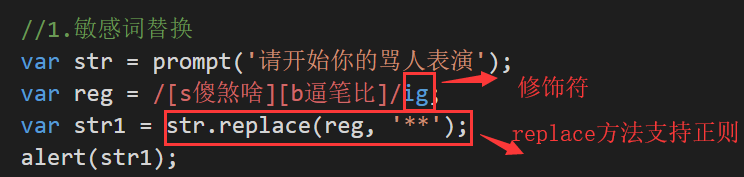 //1.敏感词替换
var str = prompt('请开始你的骂人表演');
var reg = /[s傻煞啥][b逼笔比]/ig;
修饰符
var str1 = str.replace(reg, '**');
replace方法支持正则
alert(str1);